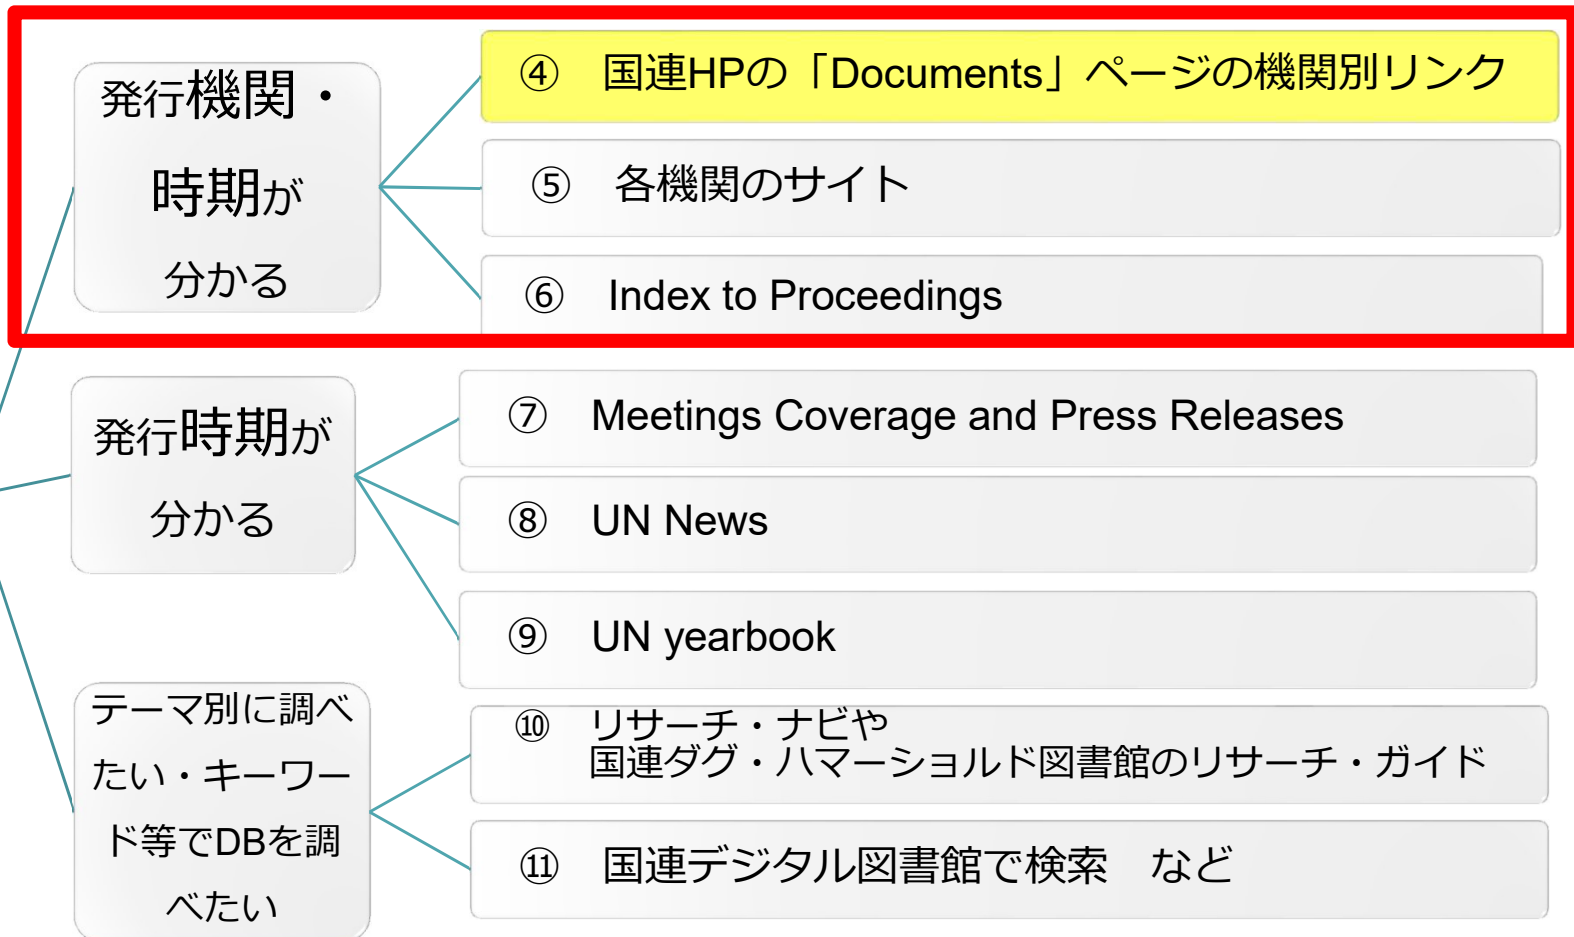 発行機関・
時期が
分かる
④　国連HPの「Documents」ページの機関別リンク
⑤　各機関のサイト
⑥　Index to Proceedings
発行時期が
分かる
⑦　Meetings Coverage and Press Releases
⑧　UN News
⑨　UN yearbook
テーマ別に調べ
たい・キーワー
ド等でDBを調
べたい
⑩　リサーチ・ナビや
国連ダグ・ハマーショルド図書館のリサーチ・ガイド
⑪　国連デジタル図書館で検索　など